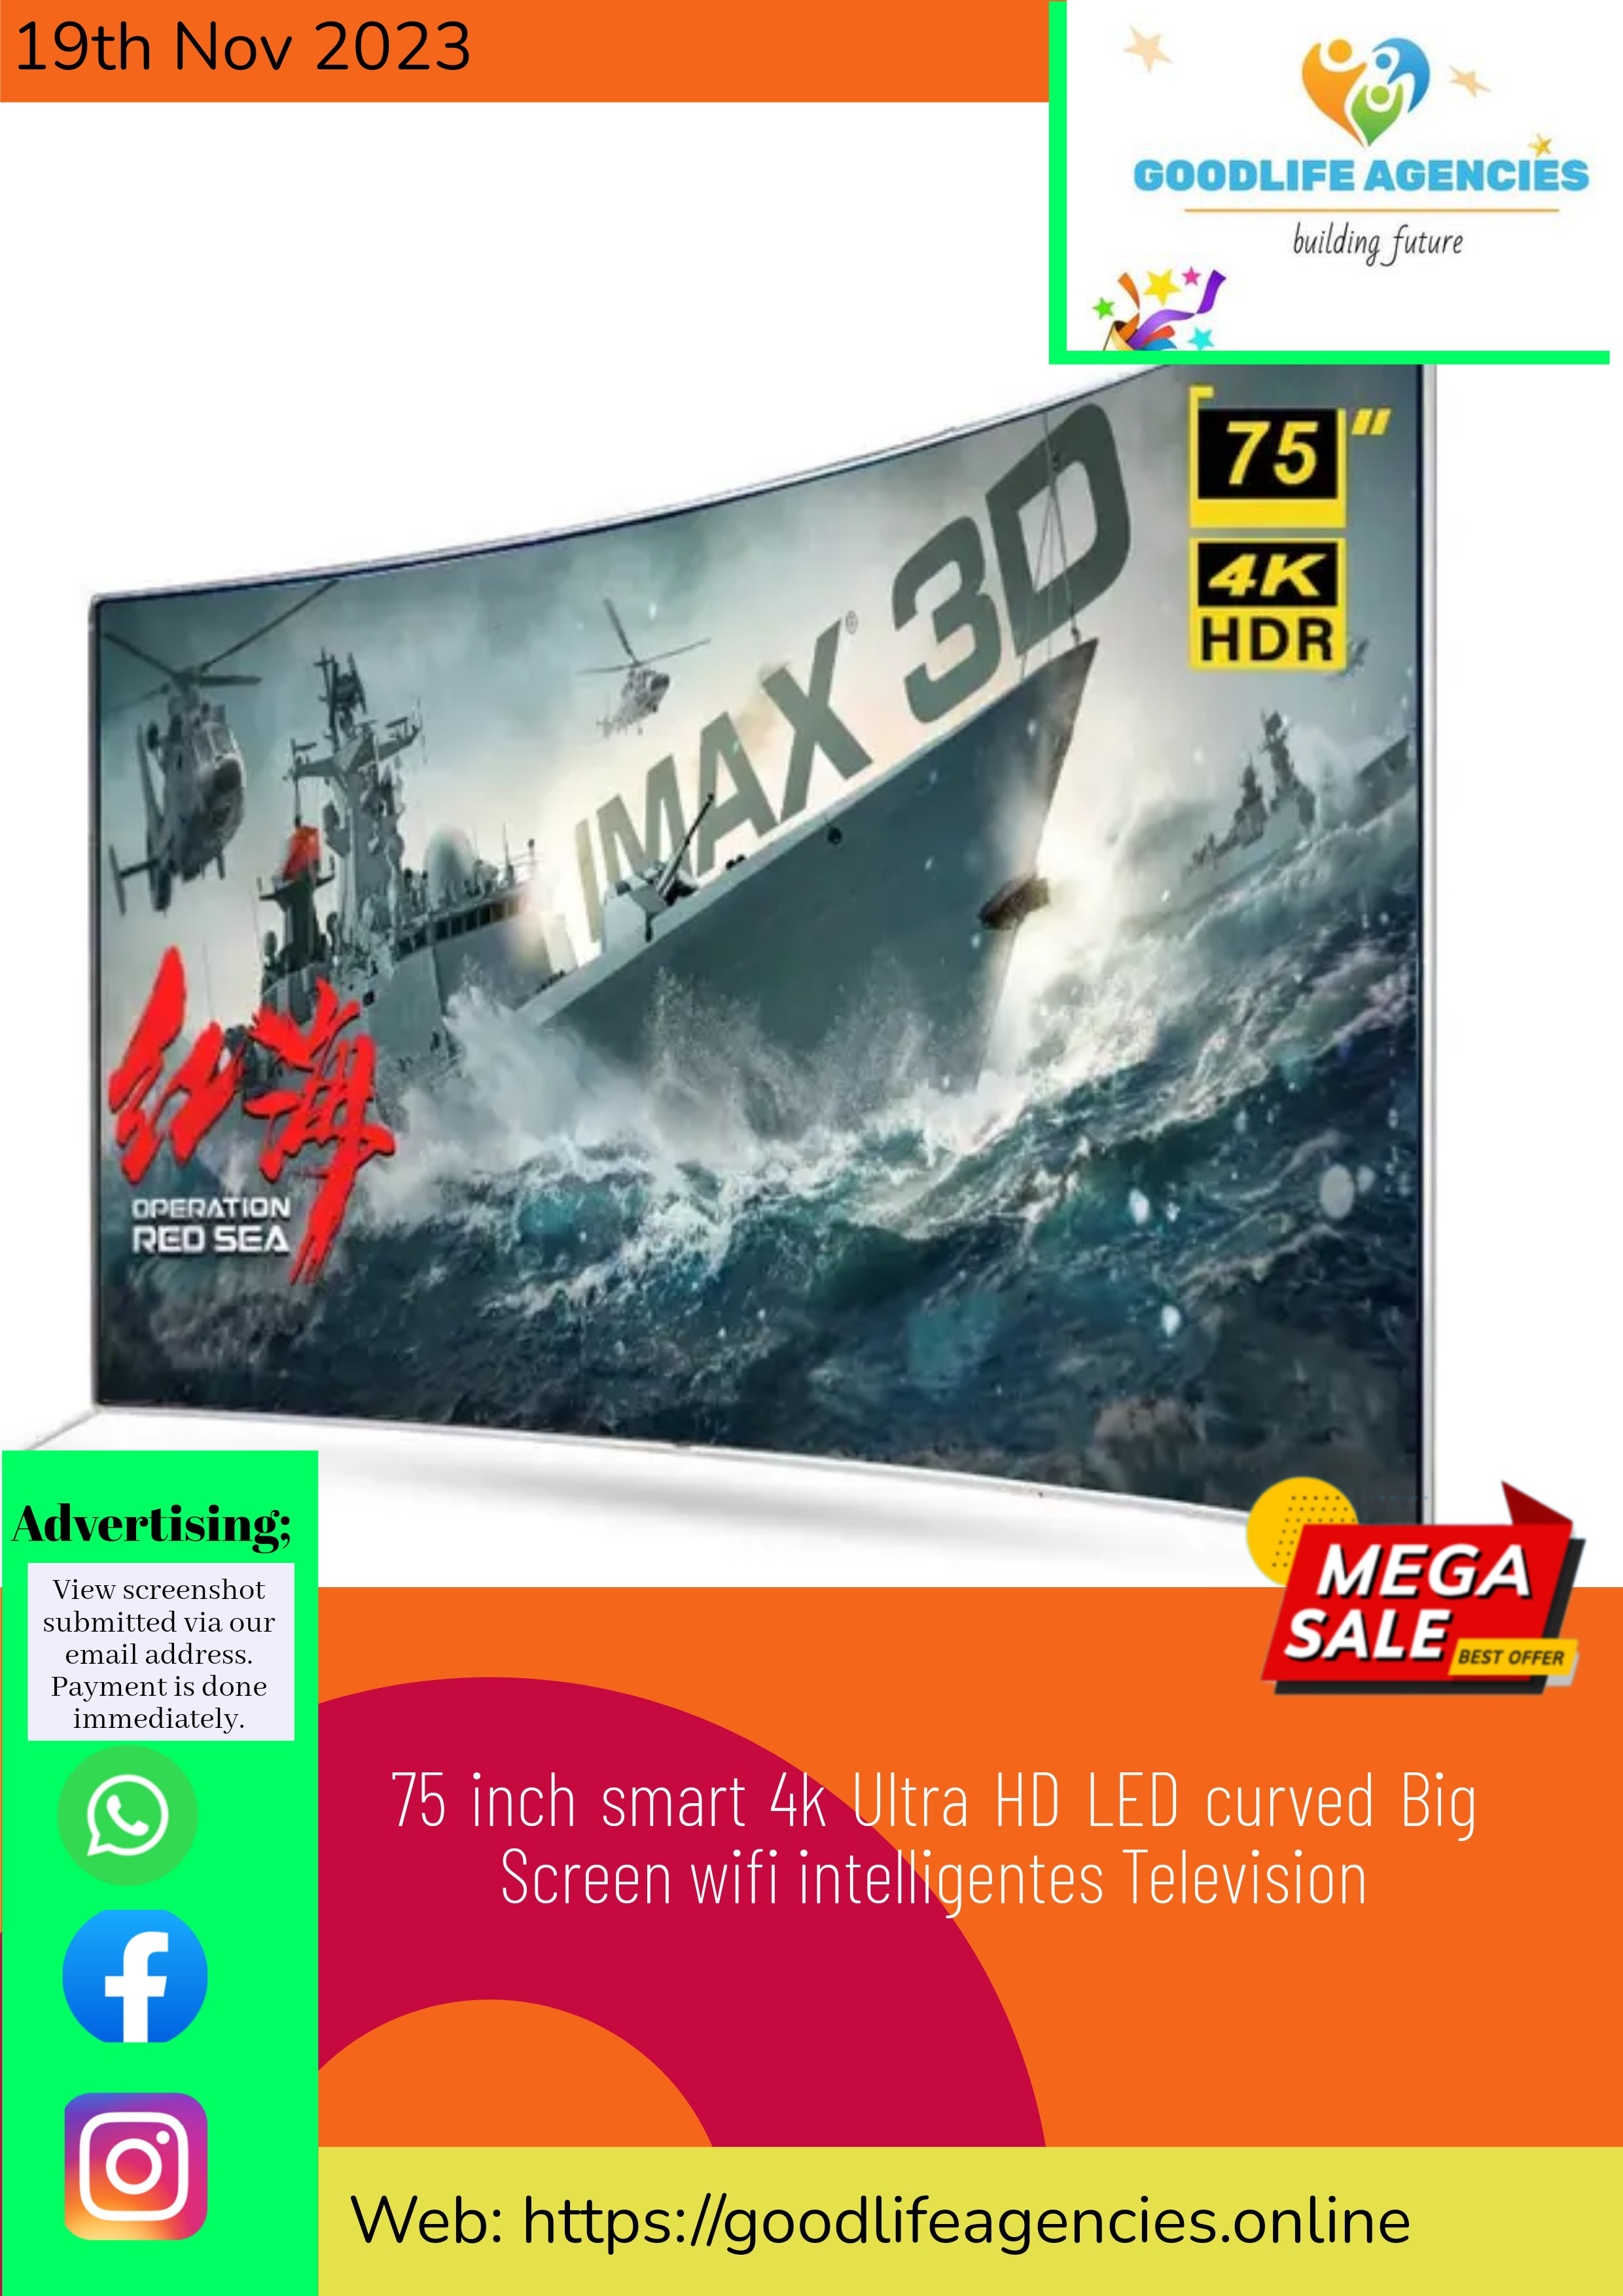 19th Nov 2023
GOODLIFE AGENCIES
building future
75"
4K
HDR
IMAX® 3D
红海
OPERATION
RED SEA
Advertising;
View screenshot
submitted via our
email address.
Payment is done
immediately.
MEGA
SALE
BEST OFFER
75 inch smart 4k Ultra HD LED curved Big
Screen wifi intelligentes Television
Web: https://goodlifeagencies.online